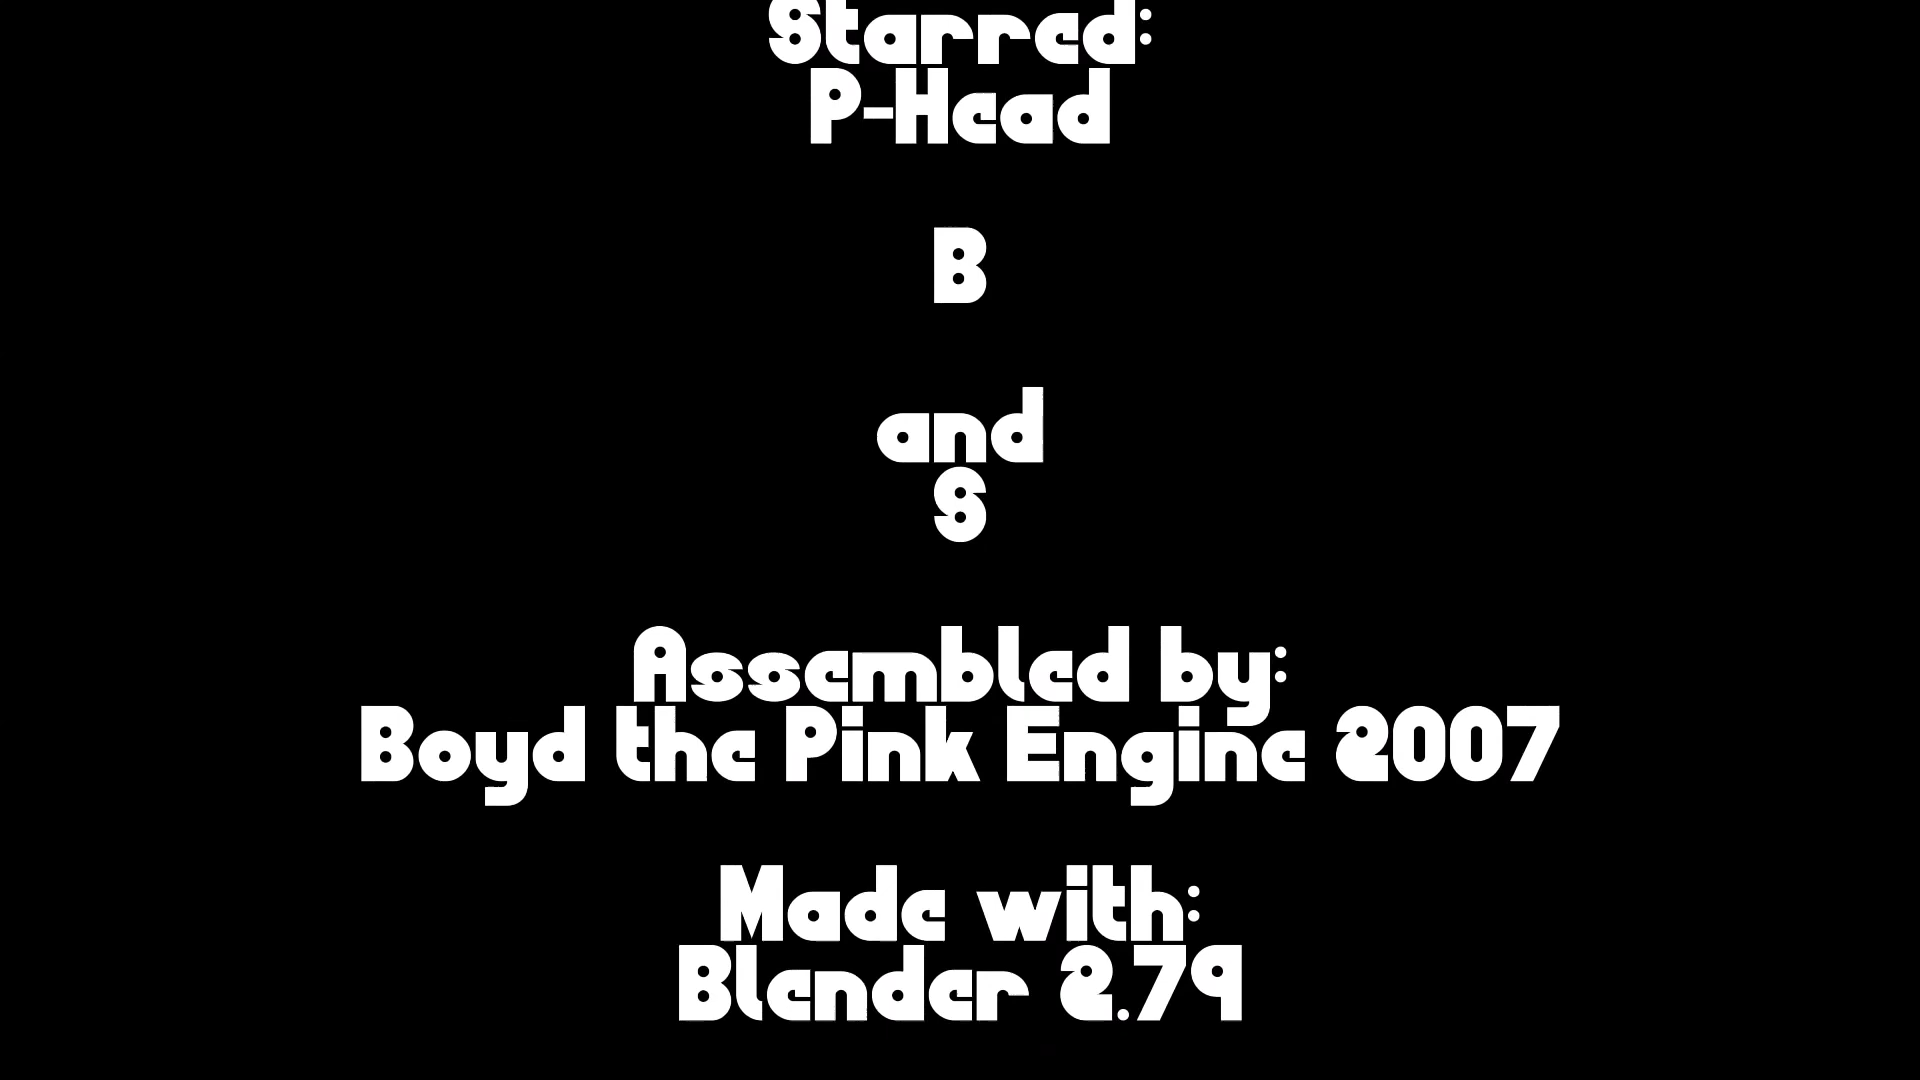 Starred:
P-Head
B
and
S
Assembled by:
Boyd the Pink Engine 2007
Made with:
Blender 2.79